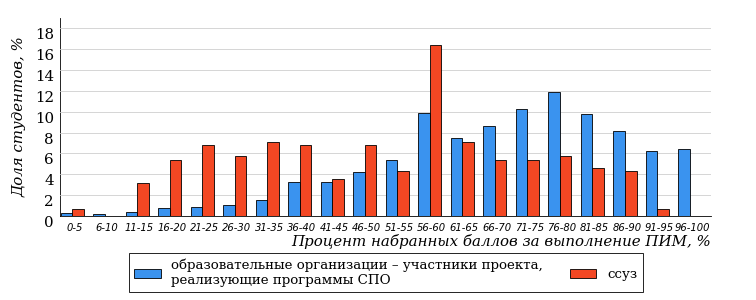 Доля студентов, %
18
16
14
12
10
8
6
4
2
0
0-5 6-10 11-15 16-20 21-25 26-30 31-35 36-40 41-45 46-50 51-55 56-60 61-65 66-70 71-75 76-80 81-85 86-90 91-95 96-100
Процент набранных баллов за выполнение ПИМ, %
образовательные организации – участники проекта,
реализующие программы СПО
ссуз